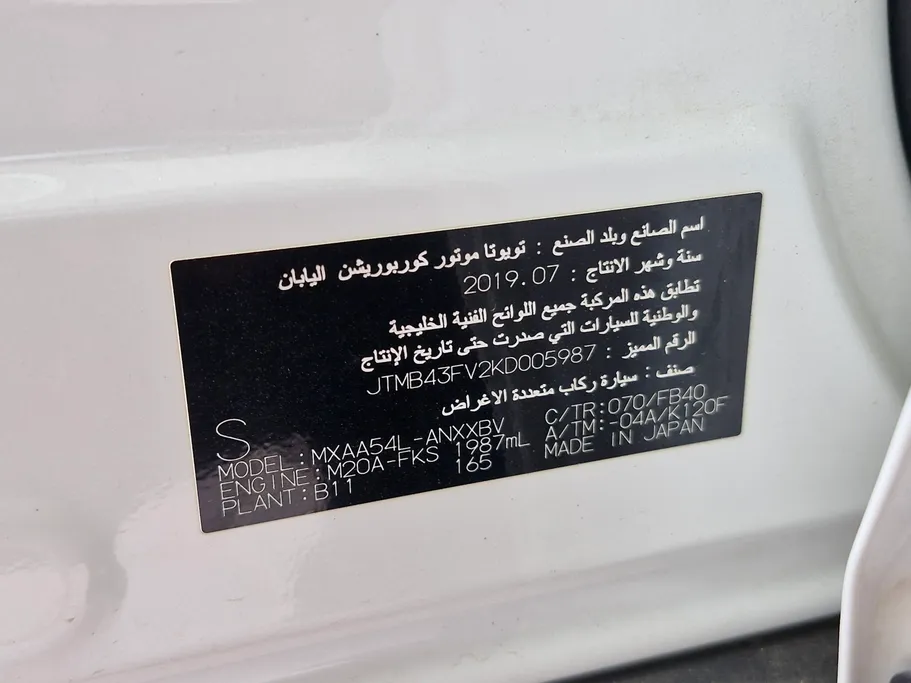 اسم الصانع وبلد الصنع : تويوتا موتور كوربوريشن اليابان
سنة وشهر الانتاج : 2019.07
تطابق هذه المركبة جميع اللوائح الفنية الخليجية
والوطنية للسيارات التي صدرت حتى تاريخ الإنتاج
الرقم المميز : JTMB43FV2KD005987
صنف : سيارة ركاب متعددة الاغراض
S
MODEL:MXAA54L-ANXXBV C/TR:070/FB40
ENGINE:M20A-FKS 1987mL A/TM:-04A/K120F
PLANT:B11 165 MADE IN JAPAN